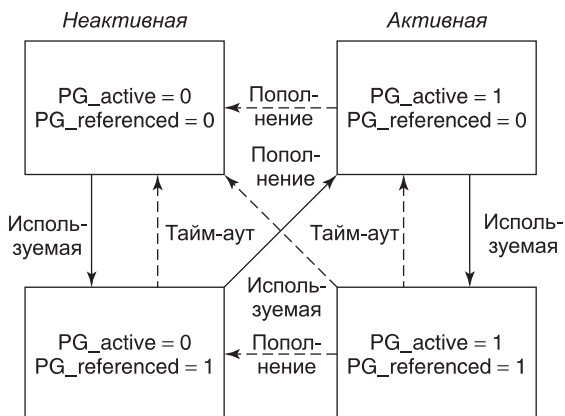 Неактивная
Активная
PG_active = 0
PG_referenced = 0
Попол-
нение
PG_active = 1
PG_referenced = 0
Попол-
нение
Исполь-
зуемая
Тайм-аут
Тайм-аут
Исполь-
зуемая
Исполь-
зуемая
PG_active = 0
PG_referenced = 1
Попол-
нение
PG_active = 1
PG_referenced = 1